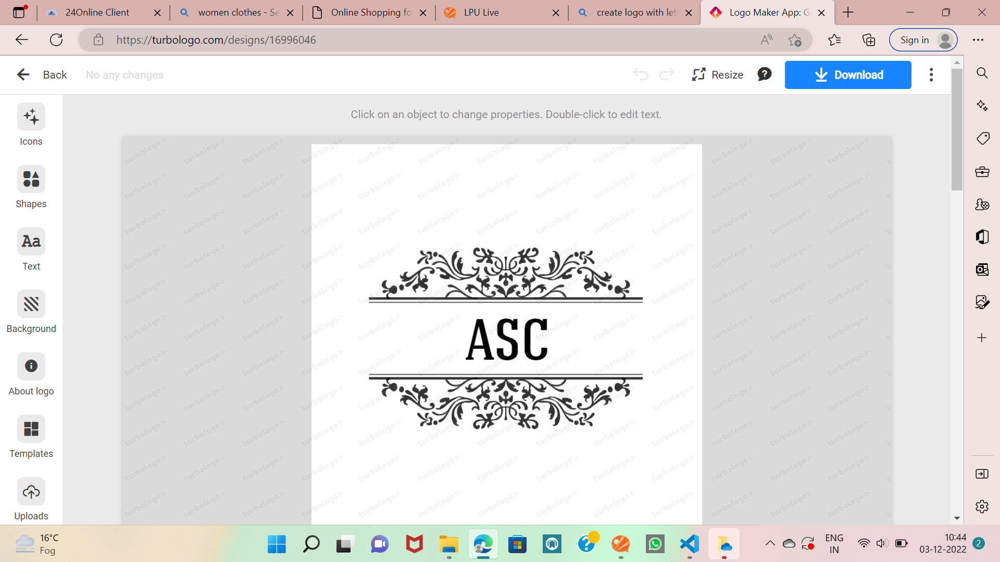 24Online Client
women clothes - Se
Online Shopping fo
LPU Live
create logo with lett
Logo Maker App: G
https://turbologo.com/designs/16996046
Sign in
Back
No any changes
Resize
Download
Click on an object to change properties. Double-click to edit text.
Icons
Shapes
Aa
Text
Background
About logo
Templates
Uploads
turbologo
ASC
16°C
Fog
ENG
IN
10:44
03-12-2022
2